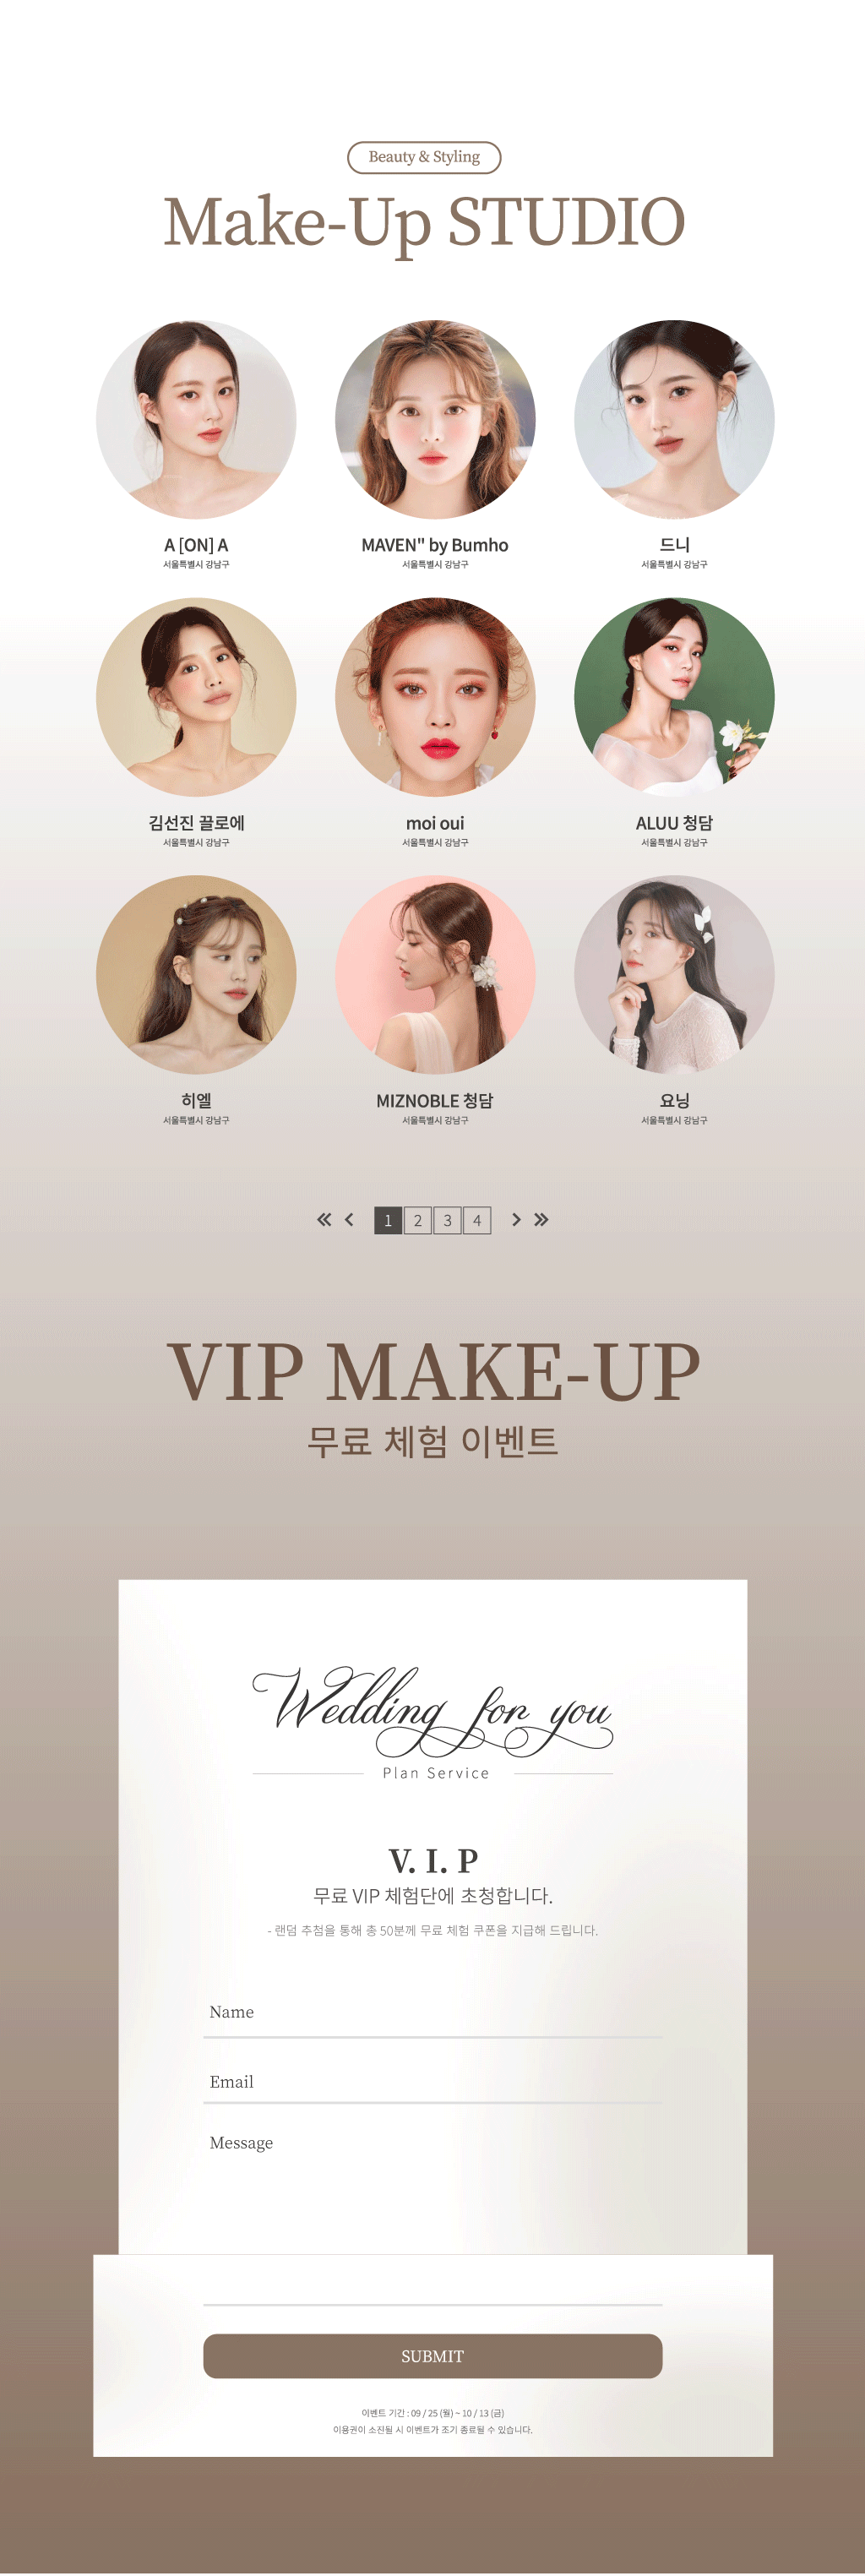 Beauty & Styling
Make-Up STUDIO
A [ON] A
서울특별시 강남구
MAVEN" by Bumho
서울특별시 강남구
드니
서울특별시 강남구
김선진 끌로에
서울특별시 강남구
moi oui
서울특별시 강남구
ALUU 청담
서울특별시 강남구
히엘
서울특별시 강남구
MIZNOBLE 청담
서울특별시 강남구
요닝
서울특별시 강남구
1 2 3 4
VIP MAKE-UP
무료 체험 이벤트
Wedding for you
Plan Service
V. I. P
무료 VIP 체험단에 초청합니다.
- 랜덤 추첨을 통해 총 50분께 무료 체험 쿠폰을 지급해 드립니다.
Name
Email
Message
SUBMIT
이벤트 기간 : 09 / 25 (월) ~ 10 / 13 (금)
이용권이 소진될 시 이벤트가 조기 종료될 수 있습니다.